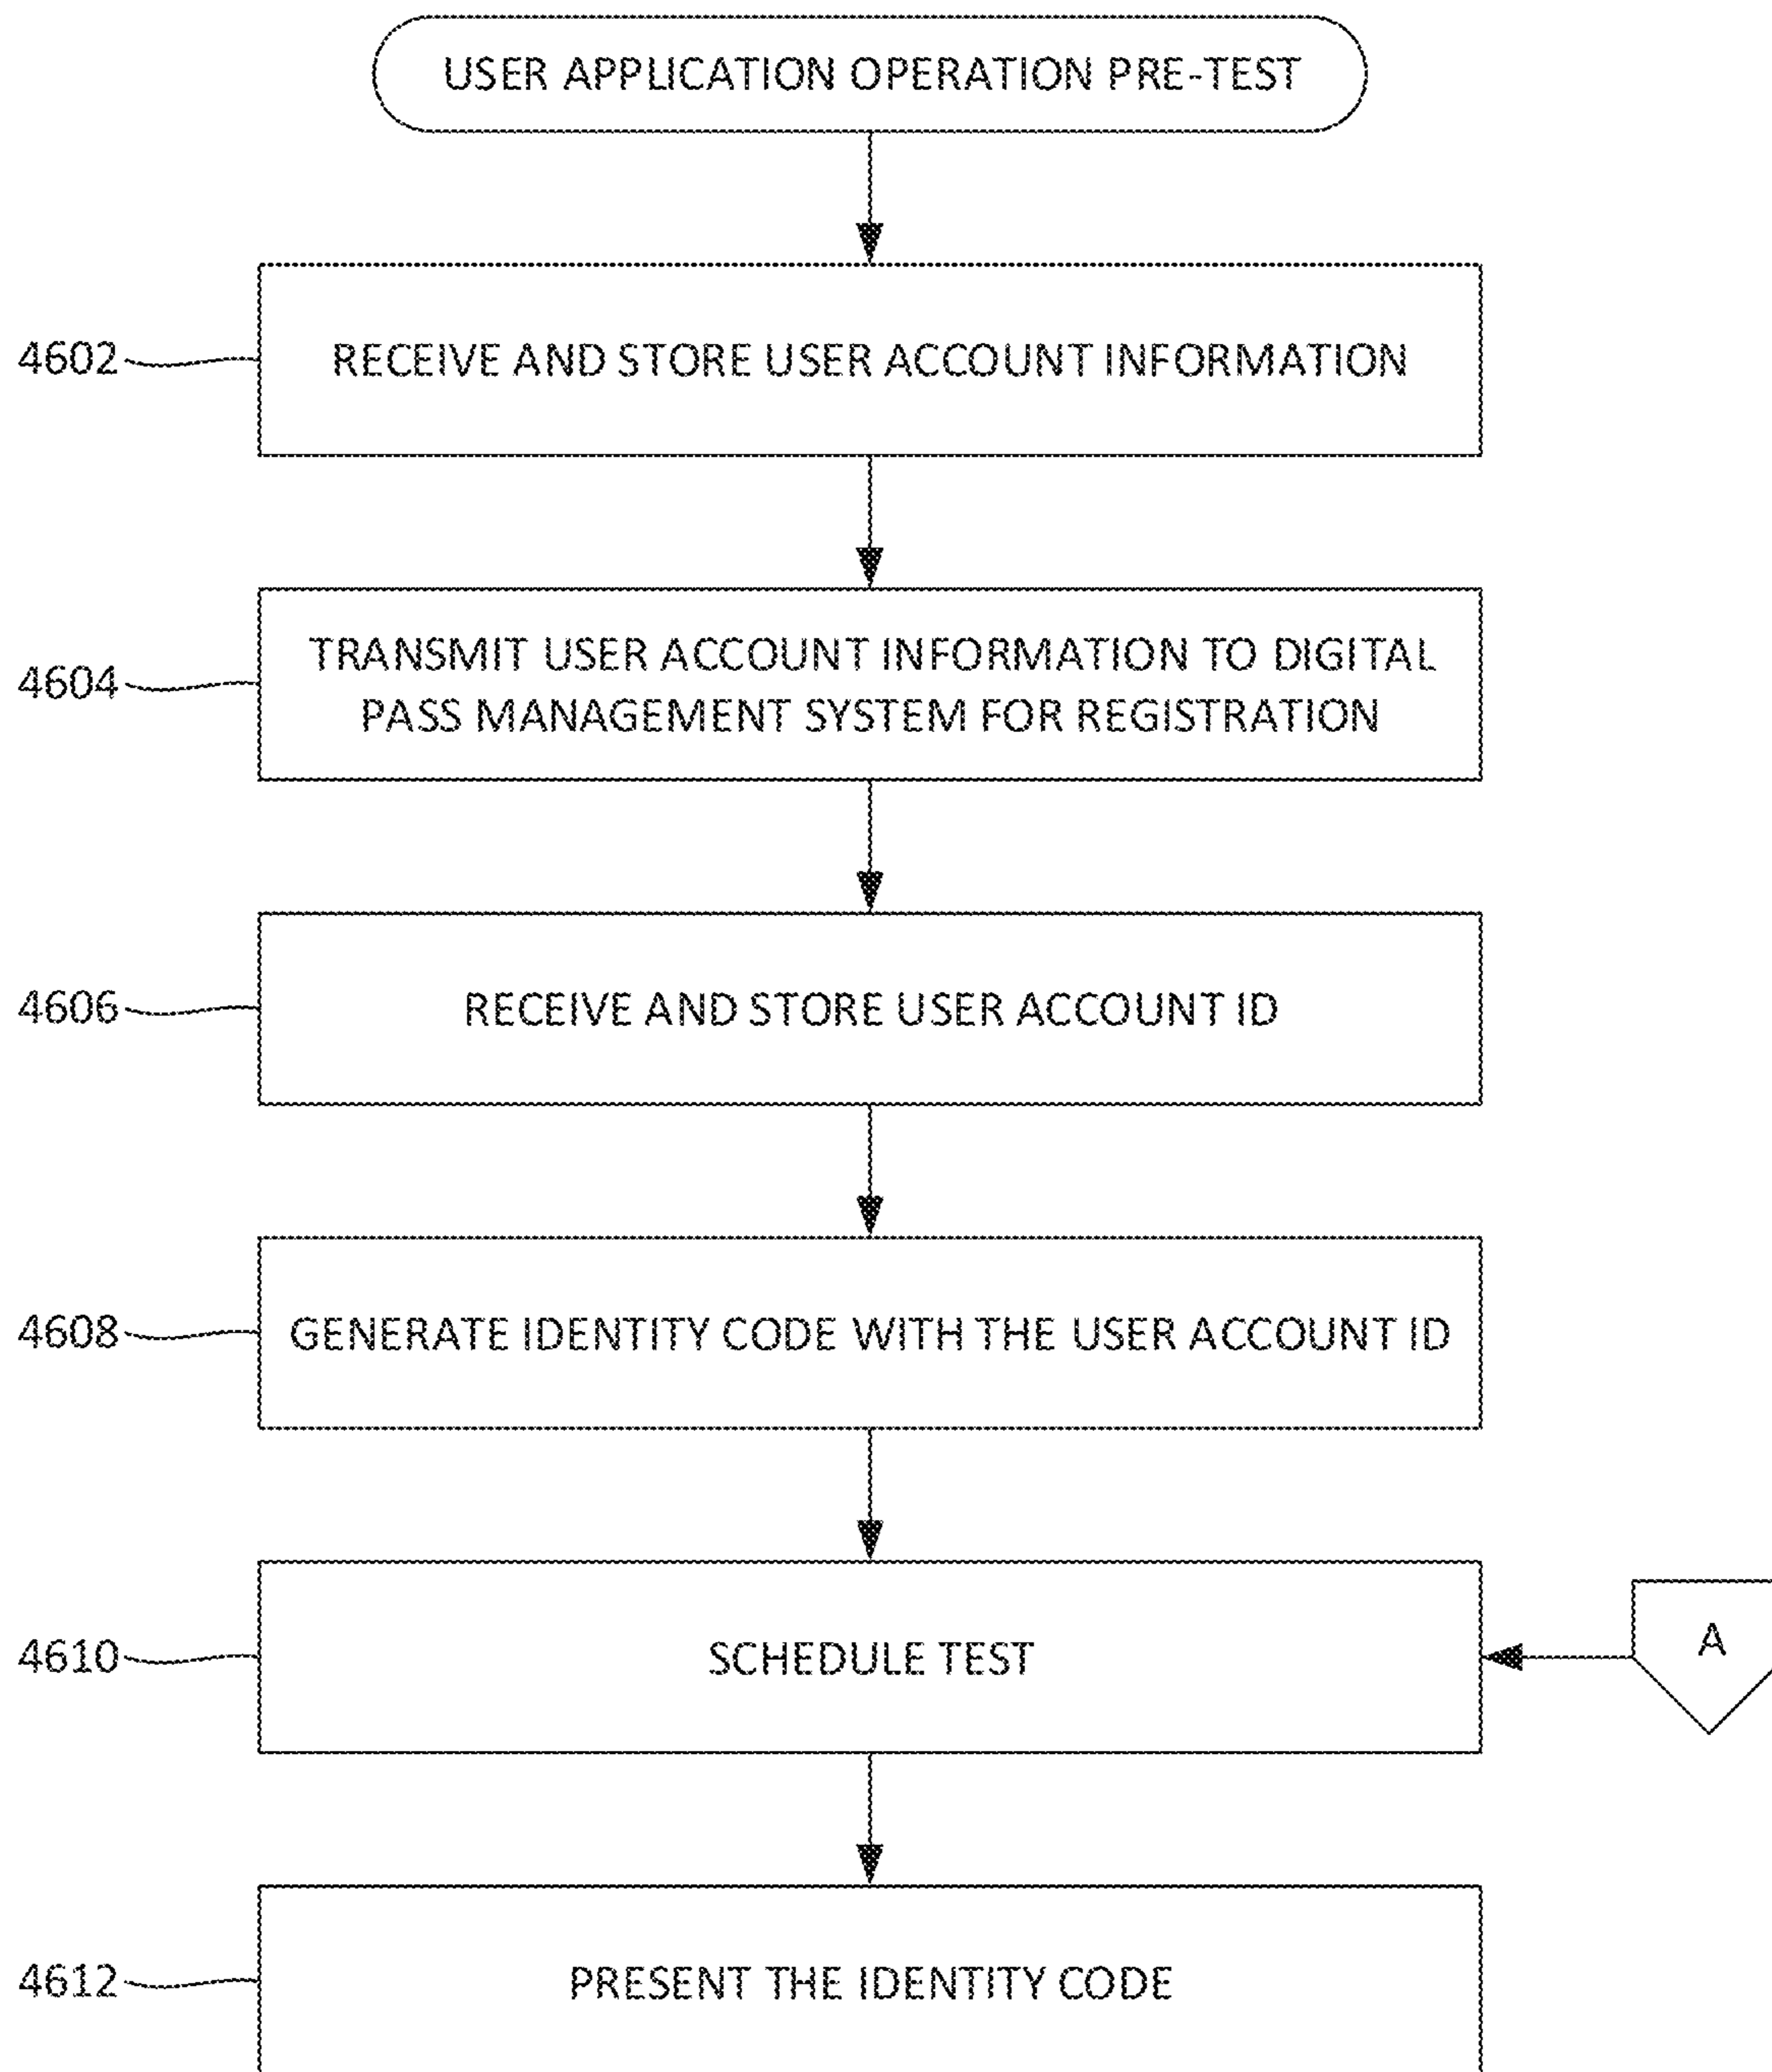 USER APPLICATION OPERATION PRE-TEST
4602
RECEIVE AND STORE USER ACCOUNT INFORMATION
4604
TRANSMIT USER ACCOUNT INFORMATION TO DIGITAL
PASS MANAGEMENT SYSTEM FOR REGISTRATION
4606
RECEIVE AND STORE USER ACCOUNT ID
4608
GENERATE IDENTITY CODE WITH THE USER ACCOUNT ID
4610
SCHEDULE TEST
A
4612
PRESENT THE IDENTITY CODE